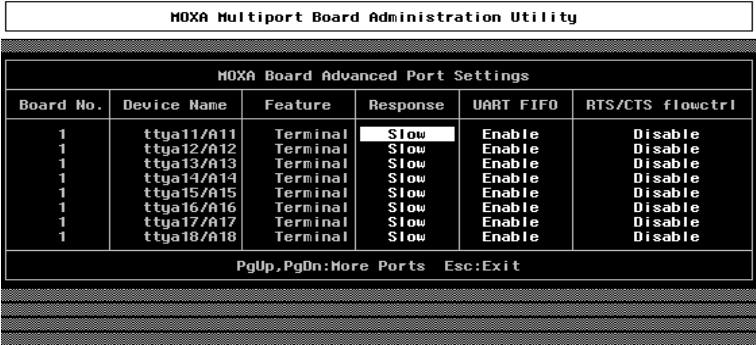 MOXA Multiport Board Administration Utility
MOXA Board Advanced Port Settings
Board No. Device Name Feature Response UART FIFO RTS/CTS flowctrl
1 ttya11/A11 Terminal Slow Enable Disable
1 ttya12/A12 Terminal Slow Enable Disable
1 ttya13/A13 Terminal Slow Enable Disable
1 ttya14/A14 Terminal Slow Enable Disable
1 ttya15/A15 Terminal Slow Enable Disable
1 ttya16/A16 Terminal Slow Enable Disable
1 ttya17/A17 Terminal Slow Enable Disable
1 ttya18/A18 Terminal Slow Enable Disable
PgUp,PgDn:More Ports Esc:Exit